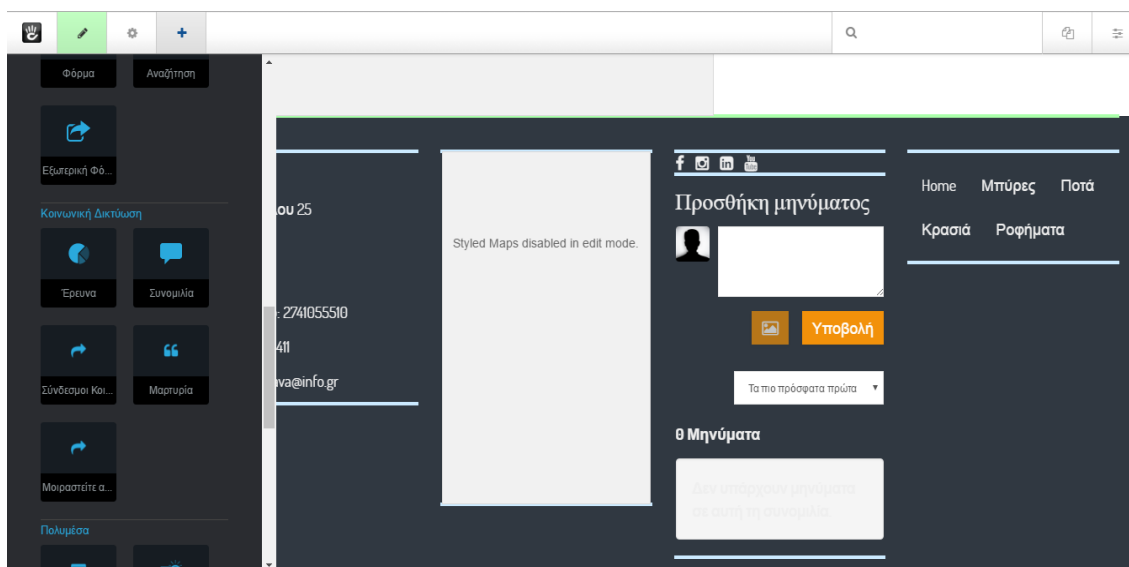 Φόρμα
Αναζήτηση
Εξωτερική Φό...
Κοινωνική Δικτύωση
Έρευνα
Συνομιλία
Σύνδεσμοι Κοι...
Μαρτυρία
Μοιραστείτε α...
Πολυμέσα
ου 25
: 2741055510
411
ava@info.gr
Styled Maps disabled in edit mode.
Προσθήκη μηνύματος
Υποβολή
Τα πιο πρόσφατα πρώτα
0 Μηνύματα
Δεν υπάρχουν μηνύματα
σε αυτή τη συνομιλία.
Home Μπύρες Ποτά
Κρασιά Ροφήματα